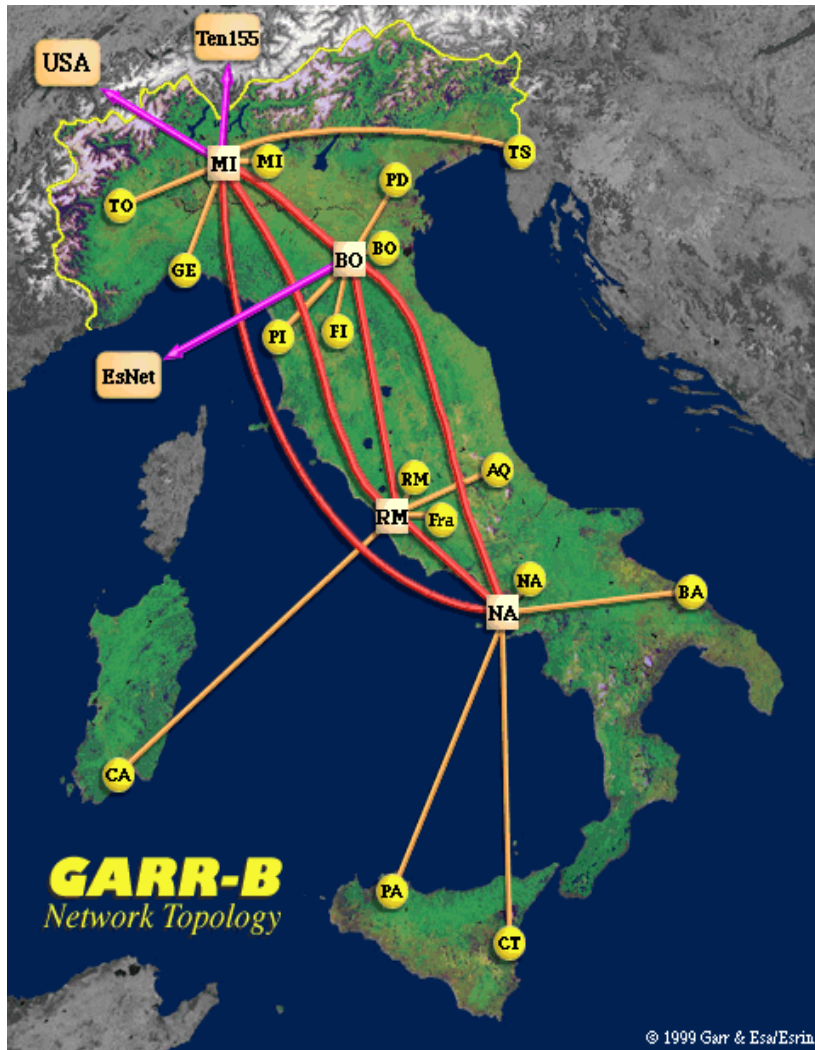 Ten155
USA
TS
MI
MI
PD
TO
BO
BO
GE
FI
PI
EsNet
AQ
RM
RM
Fra
NA
BA
NA
CA
GARR-B
Network Topology
PA
CT
© 1999 Garr & Esa/Esrin